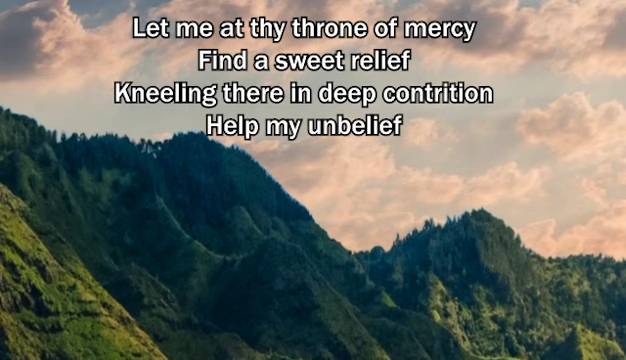 Let me at thy throne of mercy
Find a sweet relief
Kneeling there in deep contrition
Help my unbelief